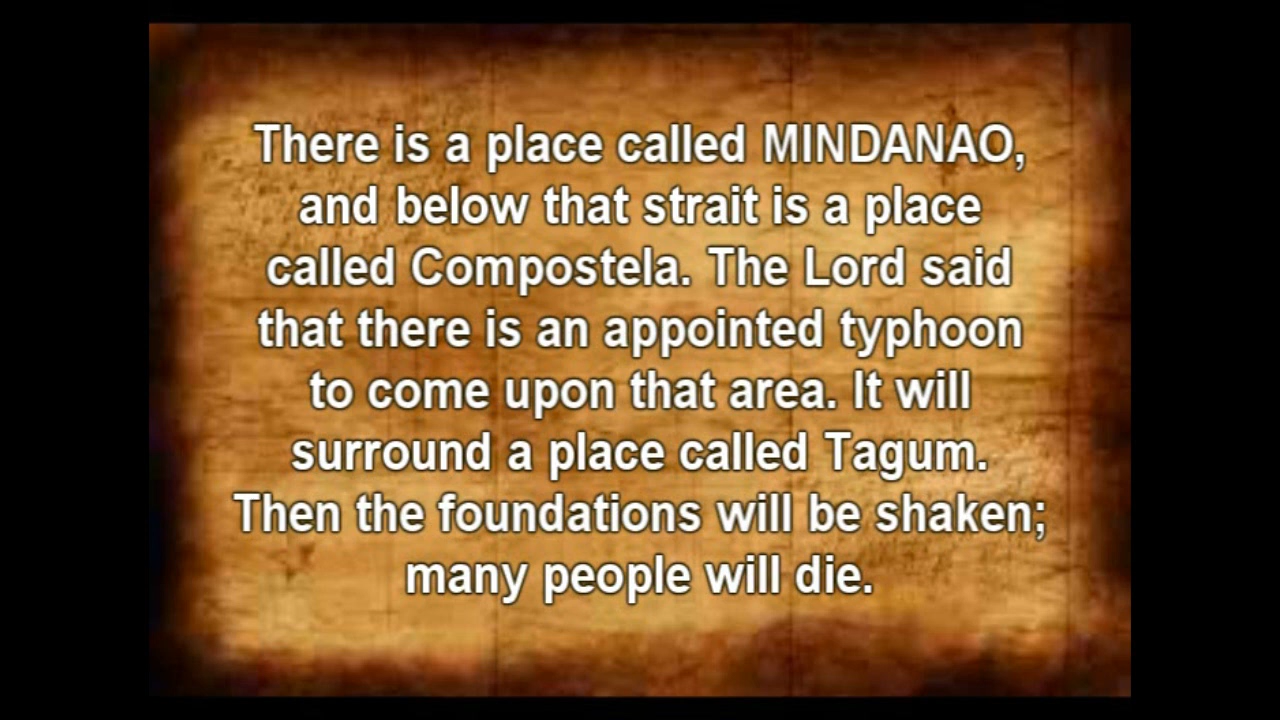 There is a place called MINDANAO,
and below that strait is a place
called Compostela. The Lord said
that there is an appointed typhoon
to come upon that area. It will
surround a place called Tagum.
Then the foundations will be shaken;
many people will die.